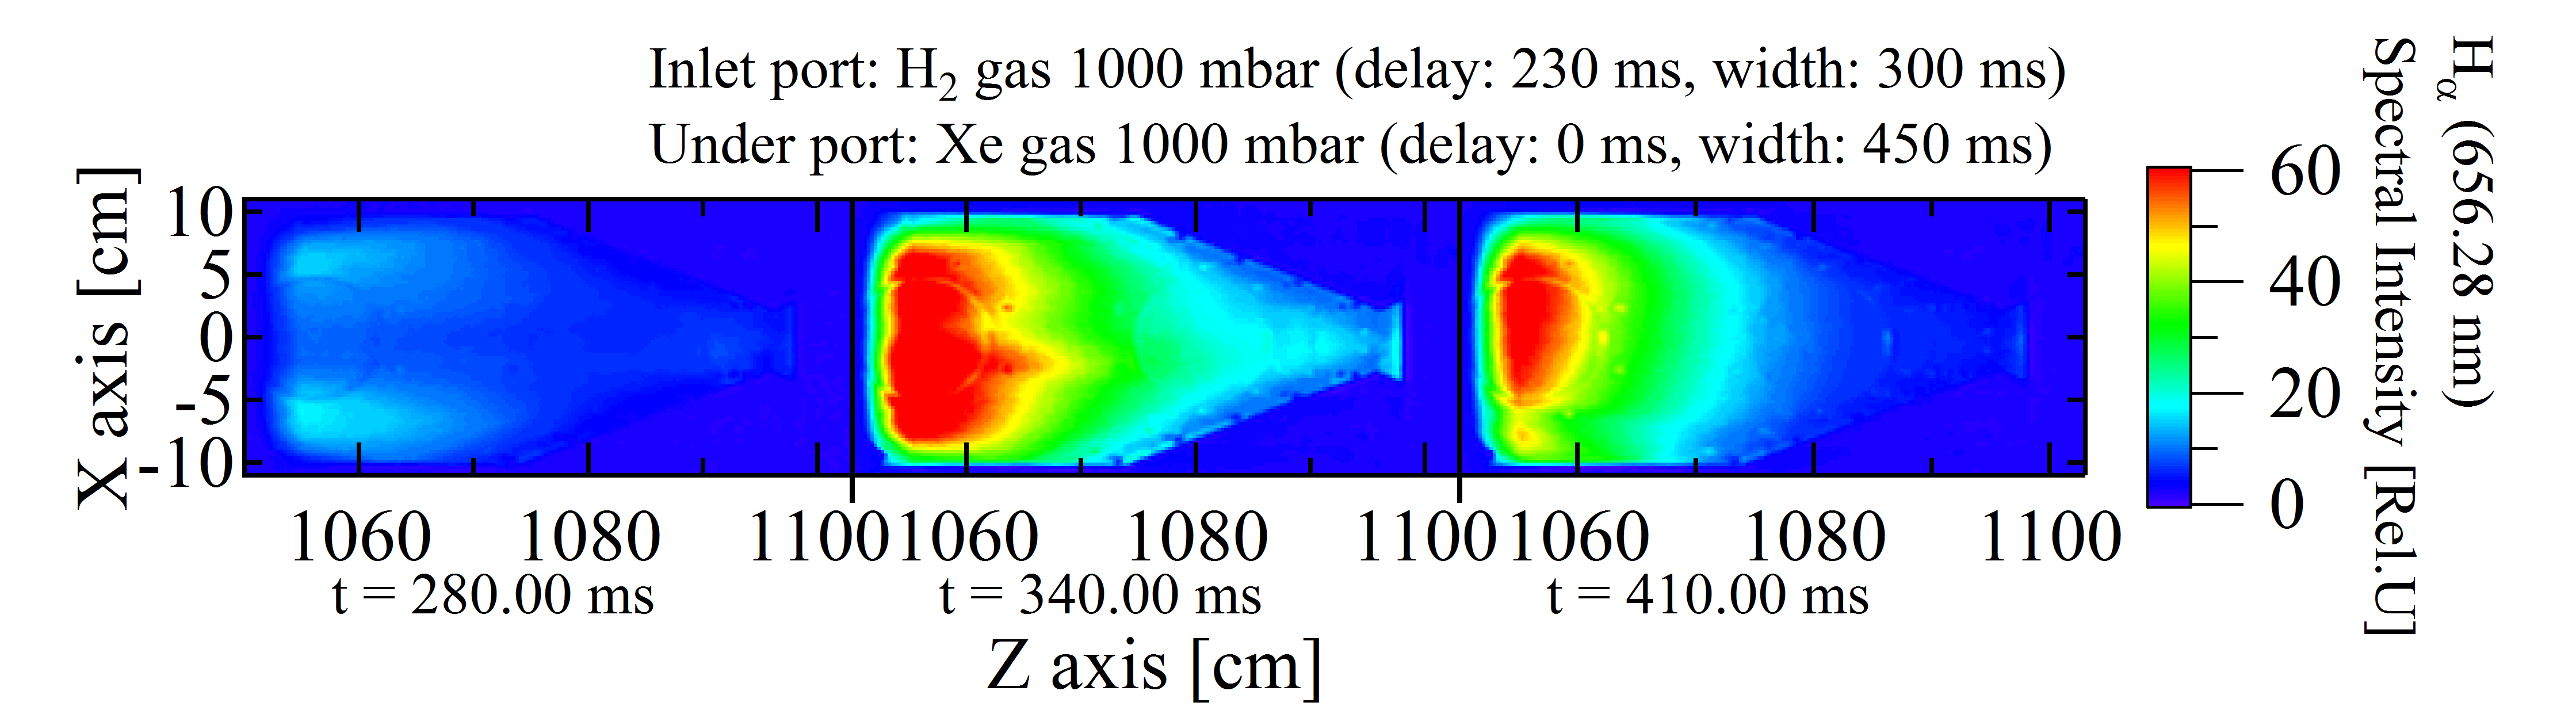 Inlet port: H₂ gas 1000 mbar (delay: 230 ms, width: 300 ms)
Under port: Xe gas 1000 mbar (delay: 0 ms, width: 450 ms)
X axis [cm]
10
5
0
-5
-10
1060 1080 1100 1060 1080 1100 1060 1080 1100
t = 280.00 ms t = 340.00 ms t = 410.00 ms
Z axis [cm]
60
40
20
0
Hα (656.28 nm)
Spectral Intensity [Rel.U]